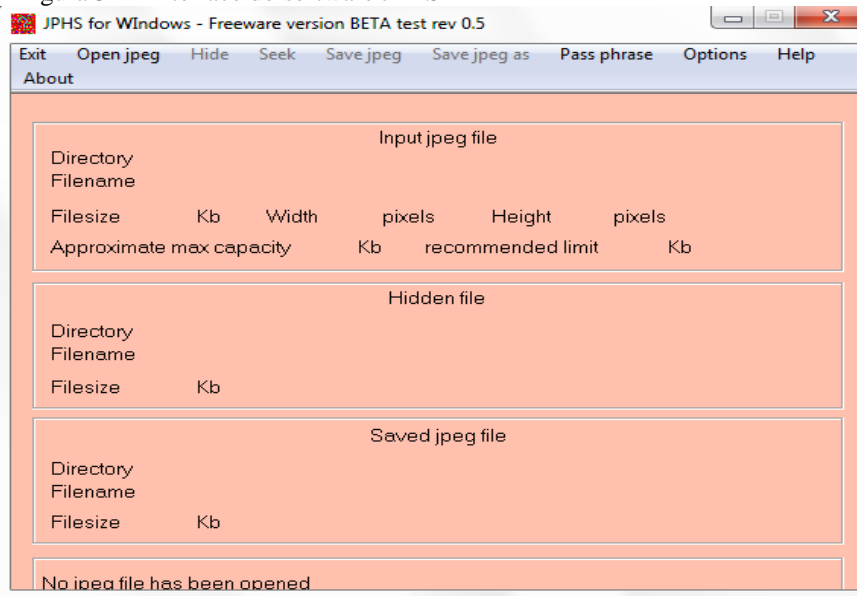 JPHS for WIndows - Freeware version BETA test rev 0.5
Exit Open jpeg Hide Seek Save jpeg Save jpeg as Pass phrase Options Help
About
Input jpeg file
Directory
Filename
Filesize Kb Width pixels Height pixels
Approximate max capacity Kb recommended limit Kb
Hidden file
Directory
Filename
Filesize Kb
Saved jpeg file
Directory
Filename
Filesize Kb
No jpeg file has been opened